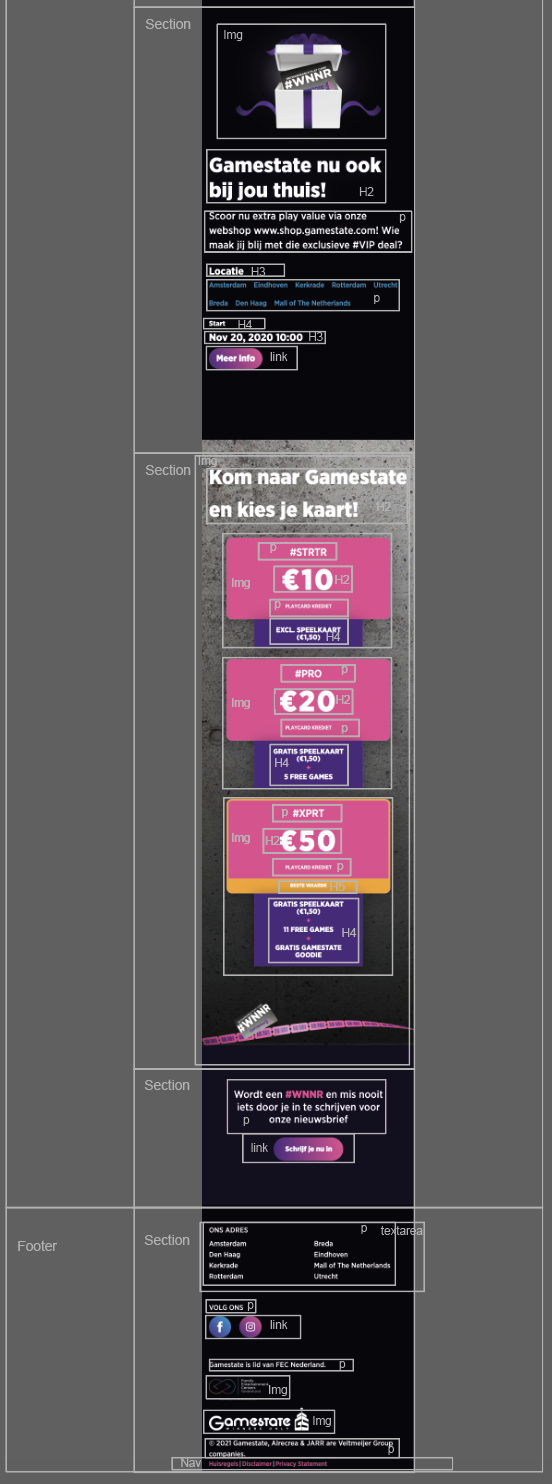 Section
Img
#WNNR
Gamestate nu ook
bij jou thuis!
H2
Scoor nu extra play value via onze
p
webshop www.shop.gamestate.com! Wie
maak jij blij met die exclusieve #VIP deal?
Locatie
H3
Amsterdam Eindhoven Kerkrade Rotterdam Utrecht
Breda Den Haag Mall of The Netherlands
p
Start
H4
Nov 20, 2020 10:00
H3
Meer Info
link
Section
Img
Kom naar Gamestate
en kies je kaart!
H2
p
#STRTR
Img
€10
H2
p
PLAYCARD KREDIET
EXCL. SPEELKAART
(€1,50)
H4
#PRO
p
Img
€20
H2
PLAYCARD KREDIET
p
GRATIS SPEELKAART
(€1,50)
H4
+
5 FREE GAMES
p
#XPRT
Img
H2
€50
PLAYCARD KREDIET
p
BESTE WAARDE
H5
GRATIS SPEELKAART
(€1,50)
+
11 FREE GAMES
H4
+
GRATIS GAMESTATE
GOODIE
#WNNR
Section
Wordt een #WNNR en mis nooit
iets door je in te schrijven voor
onze nieuwsbrief
p
link
Schrijf je nu in
Footer
Section
ONS ADRES
p
textarea
Amsterdam Breda
Den Haag Eindhoven
Kerkrade Mall of The Netherlands
Rotterdam Utrecht
VOLG ONS
p
link
Gamestate is lid van FEC Nederland.
p
Img
Gamestate
WINNERS ONLY
Img
© 2021 Gamestate, Alrecrea & JARR are Veltmeijer Group
companies.
p
Nav
Huisregels | Disclaimer | Privacy Statement